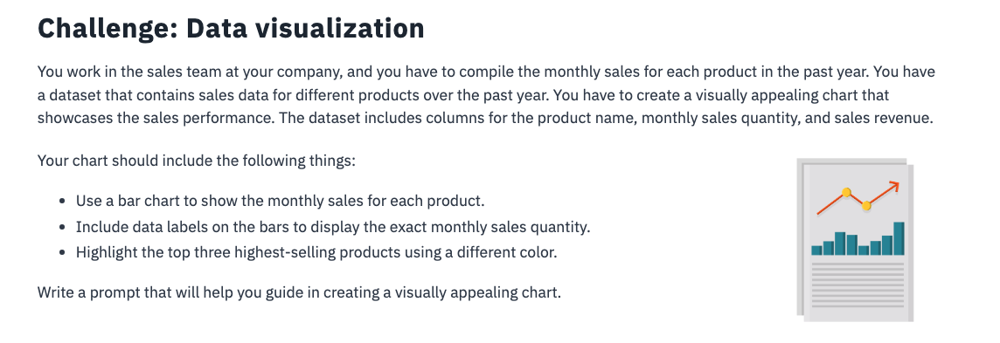 Challenge: Data visualization
You work in the sales team at your company, and you have to compile the monthly sales for each product in the past year. You have
a dataset that contains sales data for different products over the past year. You have to create a visually appealing chart that
showcases the sales performance. The dataset includes columns for the product name, monthly sales quantity, and sales revenue.
Your chart should include the following things:
• Use a bar chart to show the monthly sales for each product.
• Include data labels on the bars to display the exact monthly sales quantity.
• Highlight the top three highest-selling products using a different color.
Write a prompt that will help you guide in creating a visually appealing chart.